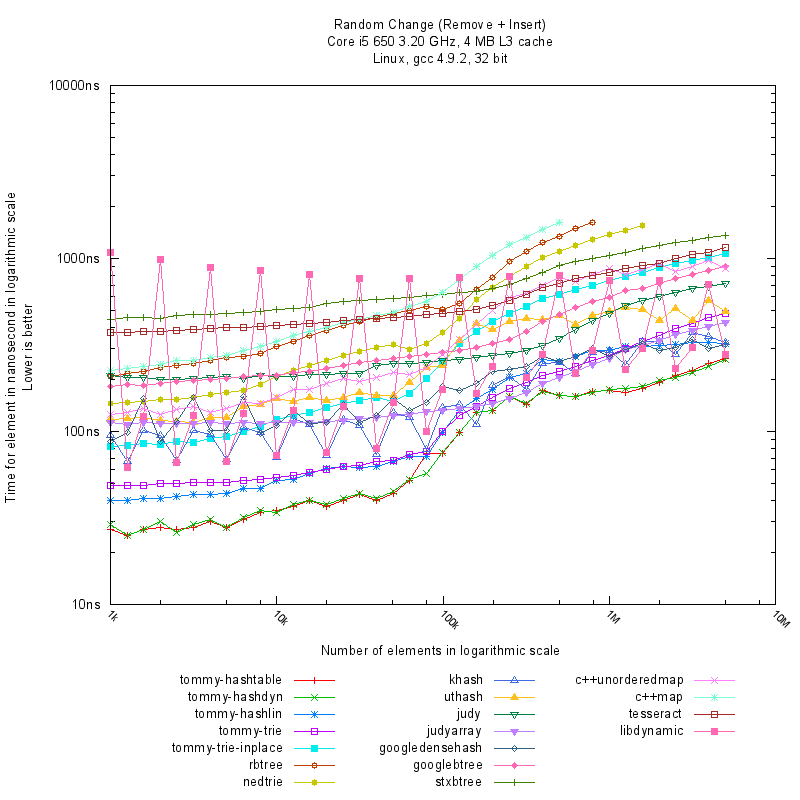 Random Change (Remove + Insert)
Core i5 650 3.20 GHz, 4 MB L3 cache
Linux, gcc 4.9.2, 32 bit
10000ns
1000ns
100ns
10ns
Time for element in nanosecond in logarithmic scale
Lower is better
1k
10k
100k
1M
10M
Number of elements in logarithmic scale
tommy-hashtable
tommy-hashdyn
tommy-hashlin
tommy-trie
tommy-trie-inplace
rbtree
nedtrie
khash
uthash
judy
judyarray
googledensehash
googlebtree
stxbtree
c++unorderedmap
c++map
tesseract
libdynamic